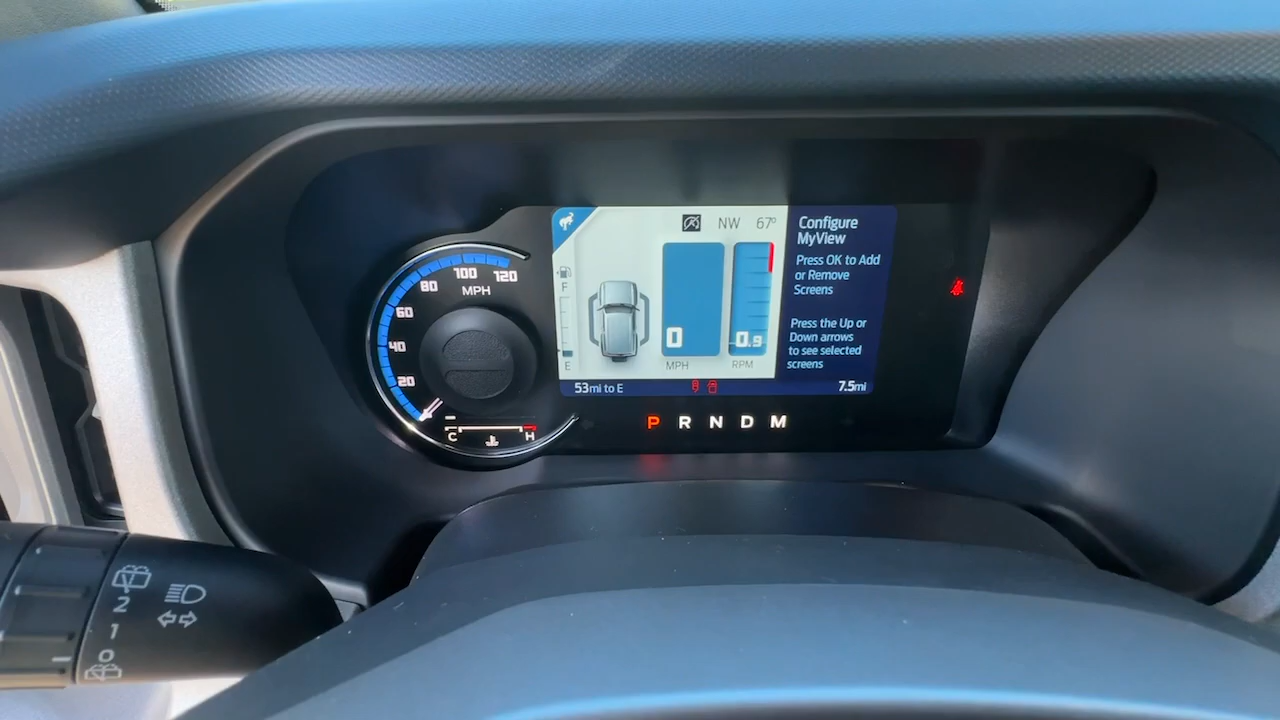 120
100
80
MPH
60
40
20
C
H
NW 67°
F
E
0
MPH
0.9
RPM
Configure
MyView
Press OK to Add
or Remove
Screens
Press the Up or
Down arrows
to see selected
screens
53mi to E
7.5mi
P R N D M
2
1
0